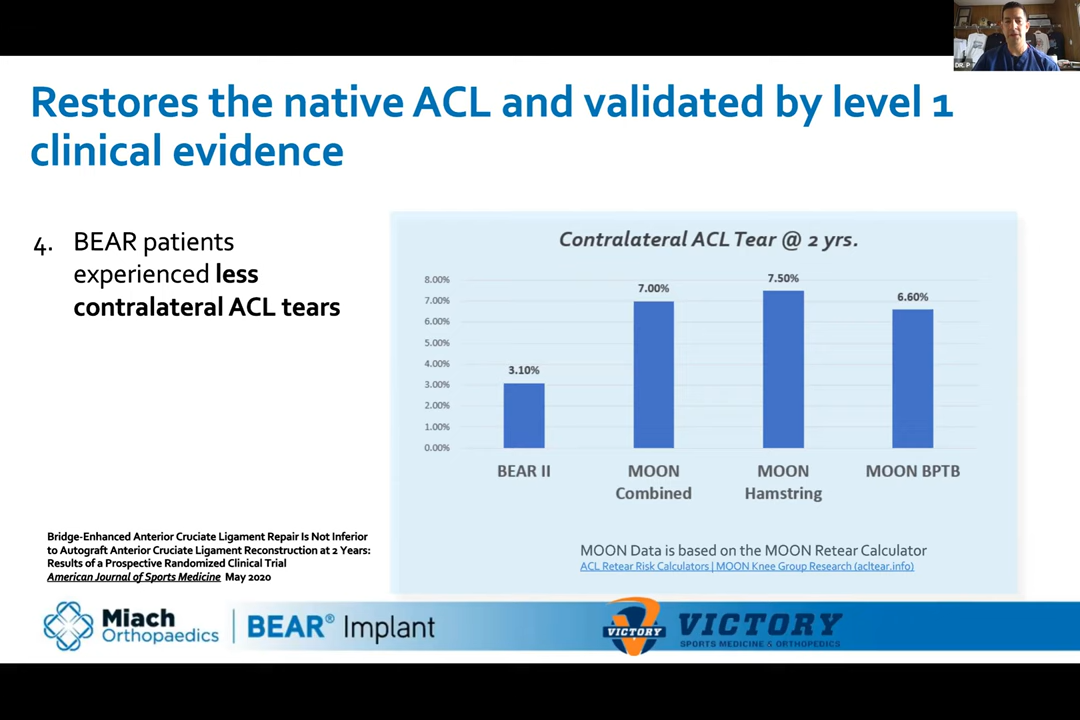 DR. P
Restores the native ACL and validated by level 1
clinical evidence
4. BEAR patients
experienced less
contralateral ACL tears
Contralateral ACL Tear @ 2 yrs.
8.00%
7.00%
6.00%
5.00%
4.00%
3.00%
2.00%
1.00%
0.00%
3.10%
7.00%
7.50%
6.60%
BEAR II
MOON
Combined
MOON
Hamstring
MOON BPTB
MOON Data is based on the MOON Retear Calculator
ACL Retear Risk Calculators | MOON Knee Group Research (acltear.info)
Bridge-Enhanced Anterior Cruciate Ligament Repair Is Not Inferior
to Autograft Anterior Cruciate Ligament Reconstruction at 2 Years:
Results of a Prospective Randomized Clinical Trial
American Journal of Sports Medicine May 2020
Miach
Orthopaedics
BEAR® Implant
VICTORY
VICTORY
SPORTS MEDICINE & ORTHOPEDICS